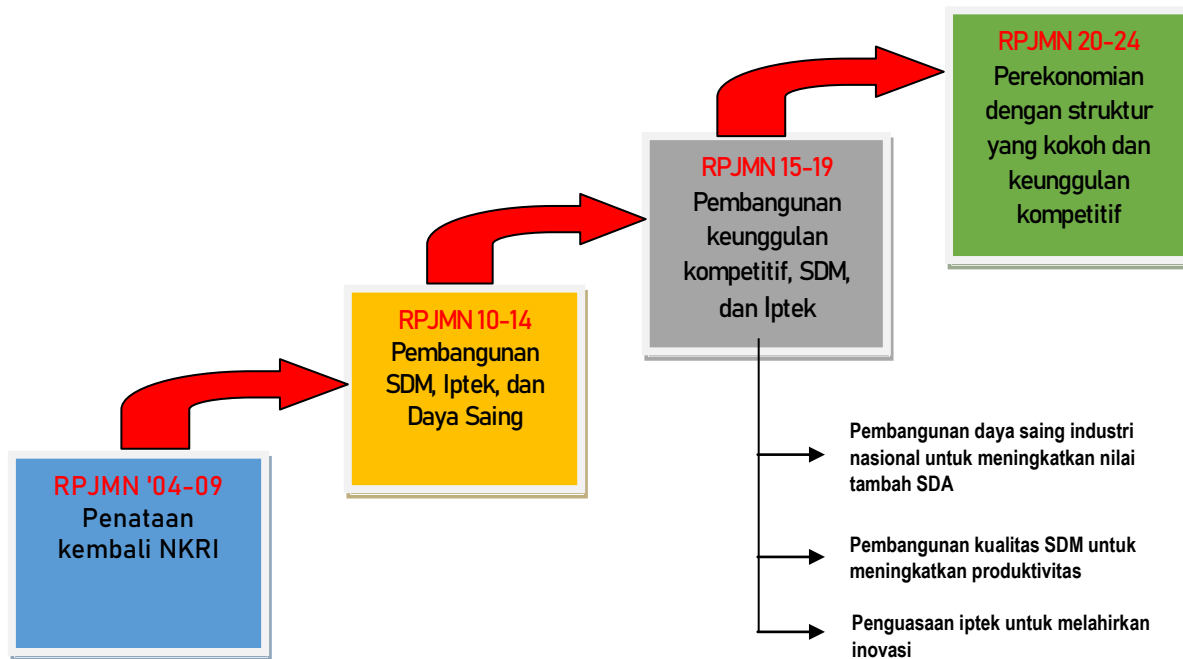 RPJMN 20-24
Perekonomian
dengan struktur
yang kokoh dan
keunggulan
kompetitif
RPJMN 15-19
Pembangunan
keunggulan
kompetitif, SDM,
dan Iptek
RPJMN 10-14
Pembangunan
SDM, Iptek, dan
Daya Saing
RPJMN '04-09
Penataan
kembali NKRI
Pembangunan daya saing industri
nasional untuk meningkatkan nilai
tambah SDA
Pembangunan kualitas SDM untuk
meningkatkan produktivitas
Penguasaan iptek untuk melahirkan
inovasi